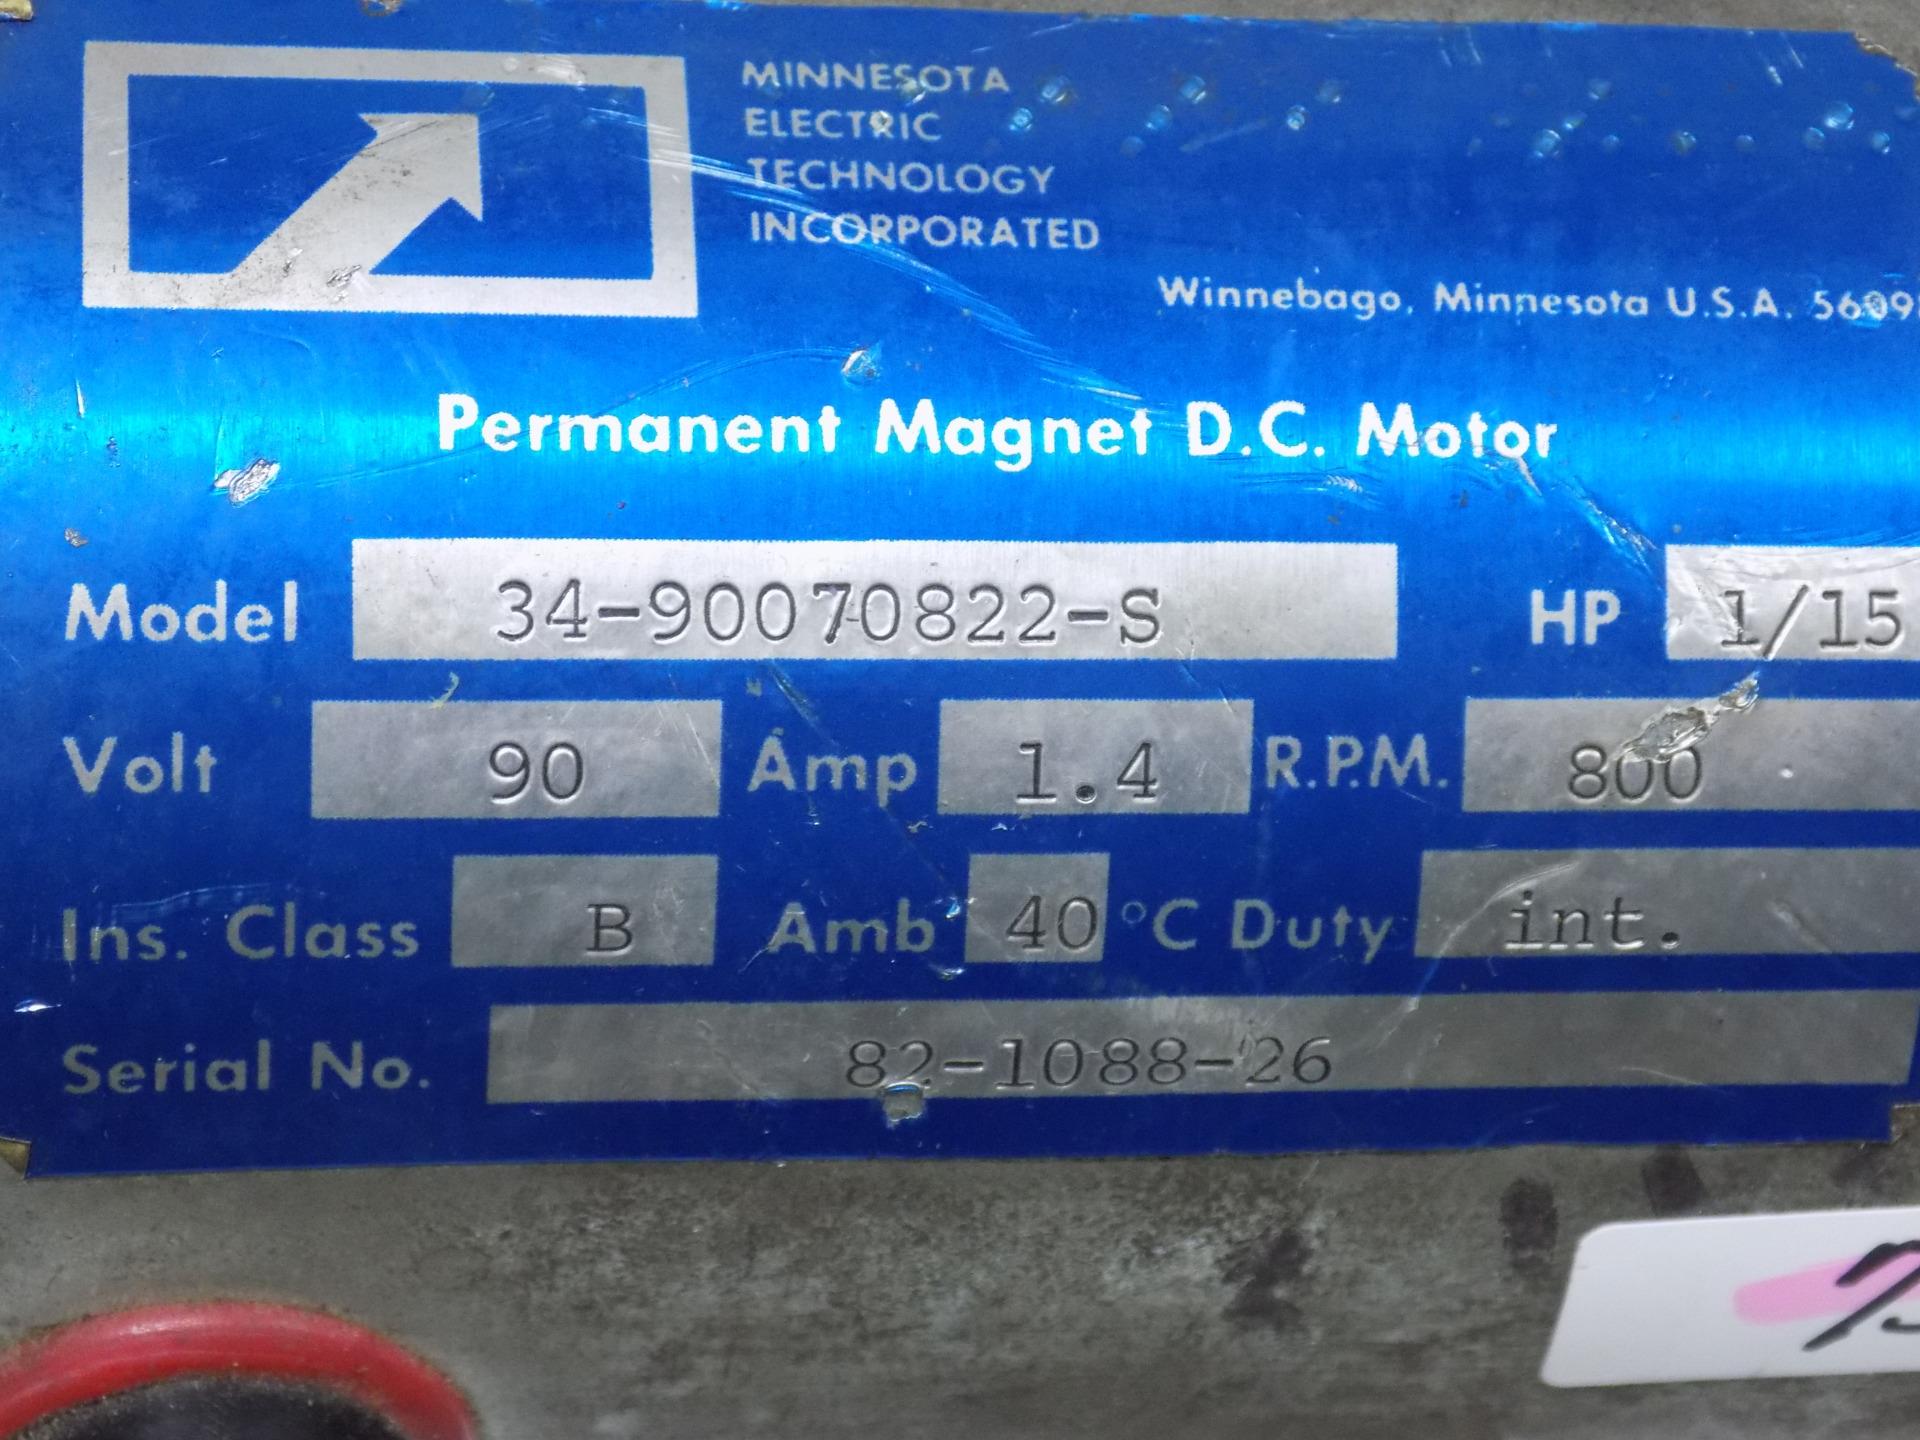 MINNESOTA
ELECTRIC
TECHNOLOGY
INCORPORATED
Winnebago, Minnesota U.S.A.
Permanent Magnet D.C. Motor
Model 34-90070822-S HP 1/15
Volt 90 Amp 1.4 R.P.M. 800
Ins. Class B Amb 40 °C Duty int.
Serial No. 82-1088-26